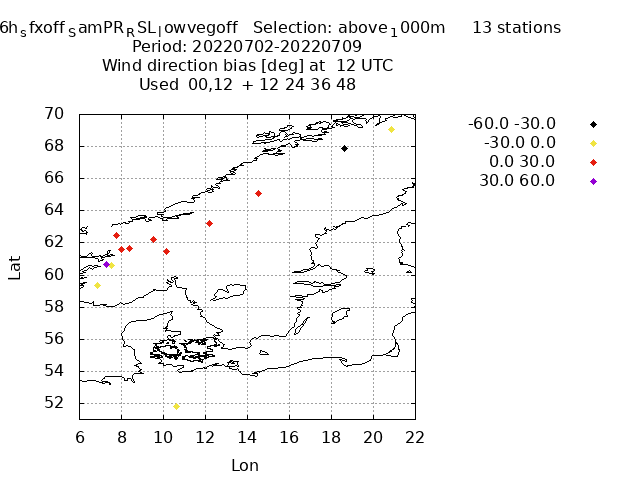 6h_sfxoff_samPR_RSL_lowvegoff   Selection: above_1000m   13 stations
Period: 20220702-20220709
Wind direction bias [deg] at  12 UTC
Used  00,12  + 12 24 36 48
-60.0 -30.0
-30.0 0.0
0.0 30.0
30.0 60.0
70
68
66
64
62
60
58
56
54
52
Lat
6 8 10 12 14 16 18 20 22
Lon